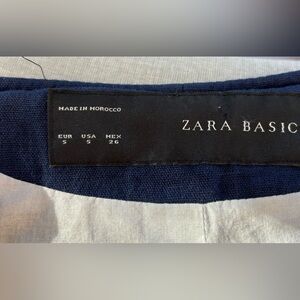 MADE IN MOROCCO
ZARA BASIC
EUR USA MEX
S S 26